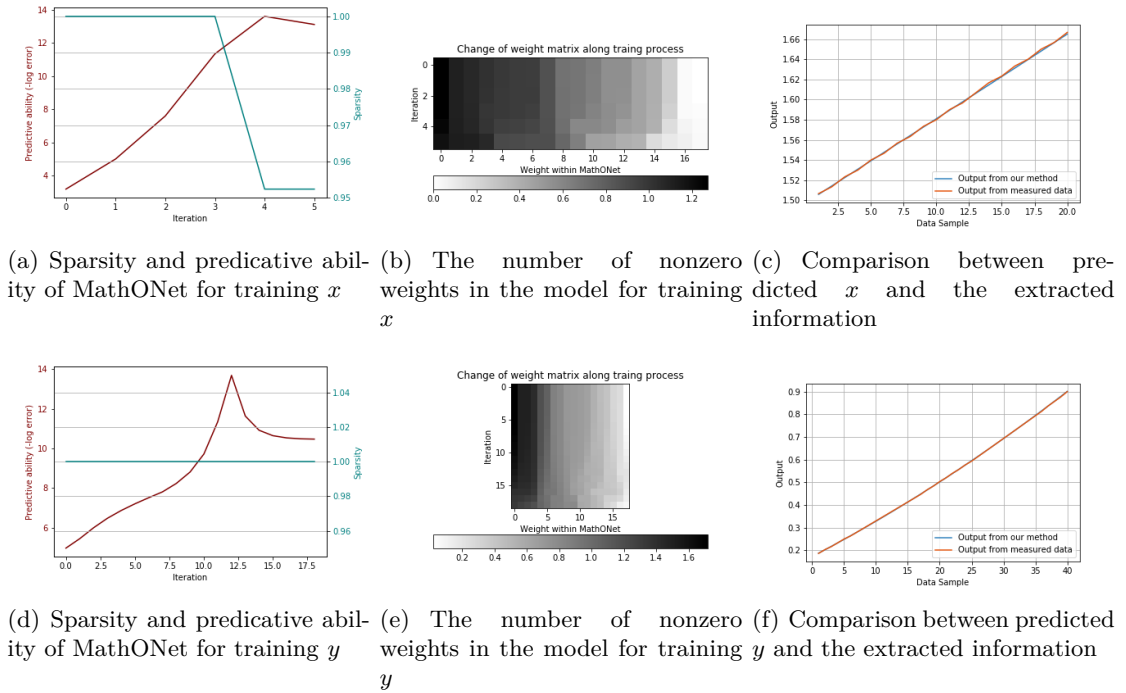 14
12
10
8
6
4
Predictive ability (-log error)
1.00
0.99
0.98
0.97
0.96
0.95
Sparsity
0 1 2 3 4 5
Iteration
Change of weight matrix along traing process
0
2
4
Iteration
0 2 4 6 8 10 12 14 16
Weight within MathONet
0.0 0.2 0.4 0.6 0.8 1.0 1.2
1.66
1.64
1.62
1.60
1.58
1.56
1.54
1.52
1.50
Output
Output from our method
Output from measured data
2.5 5.0 7.5 10.0 12.5 15.0 17.5 20.0
Data Sample
(a) Sparsity and predicative abil-
ity of MathONet for training x
(b) The number of nonzero
weights in the model for training
x
(c) Comparison between pre-
dicted x and the extracted
information
14
12
10
8
6
Predictive ability (-log error)
1.04
1.02
1.00
0.98
0.96
Sparsity
0.0 2.5 5.0 7.5 10.0 12.5 15.0 17.5
Iteration
Change of weight matrix along traing process
0
5
10
15
Iteration
0 5 10 15
Weight within MathONet
0.2 0.4 0.6 0.8 1.0 1.2 1.4 1.6
0.9
0.8
0.7
0.6
0.5
0.4
0.3
0.2
Output
Output from our method
Output from measured data
0 5 10 15 20 25 30 35 40
Data Sample
(d) Sparsity and predicative abil-
ity of MathONet for training y
(e) The number of nonzero
weights in the model for training
y
(f) Comparison between predicted
y and the extracted information